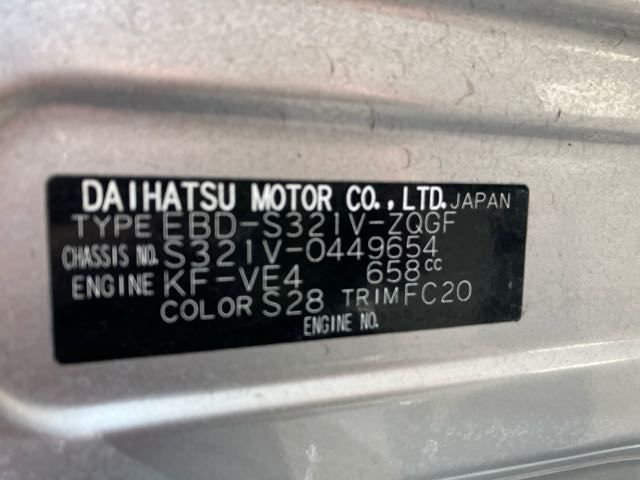 DAIHATSU MOTOR CO.,LTD. JAPAN
TYPE EBD-S321V-ZQGF
CHASSIS NO. S321V-0449654
ENGINE KF-VE4 658cc
COLOR S28 TRIM FC20
ENGINE NO.